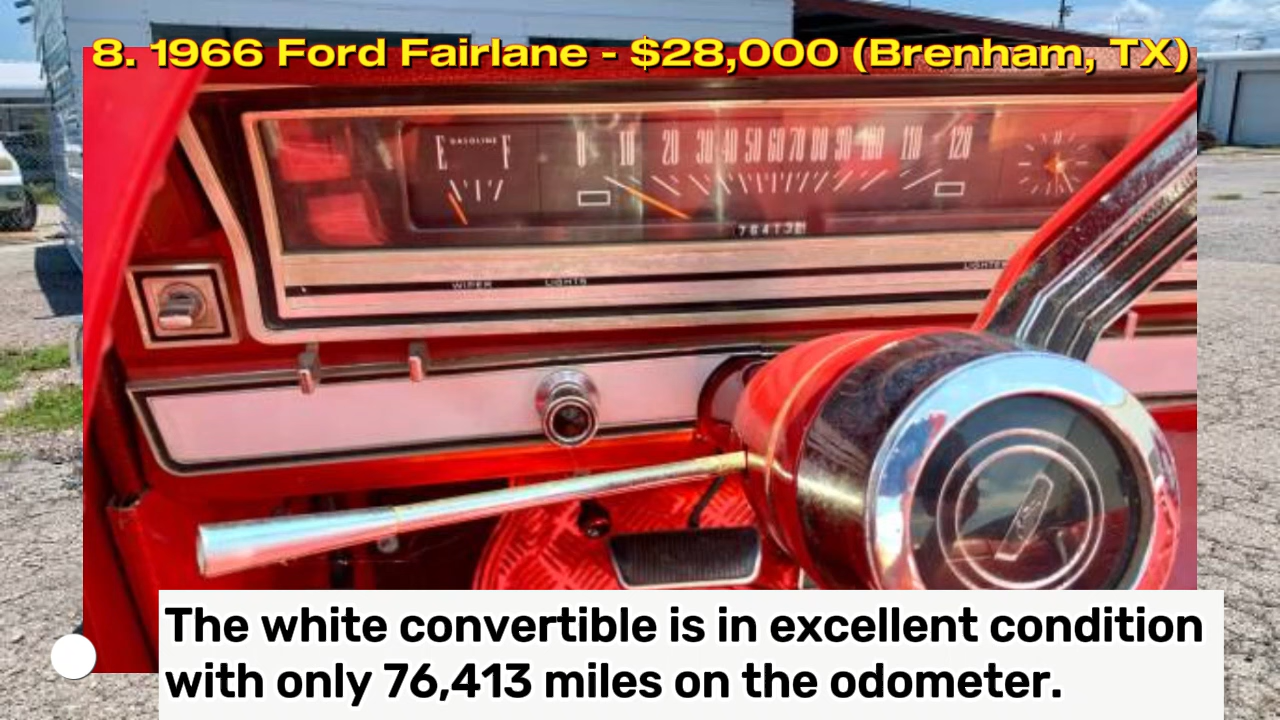 8. 1966 Ford Fairlane - $28,000 (Brenham, TX)
E GASOLINE F
0 10 20 30 40 50 60 70 80 90 100 110 120
WIPER LIGHTS LIGHTER
The white convertible is in excellent condition
with only 76,413 miles on the odometer.